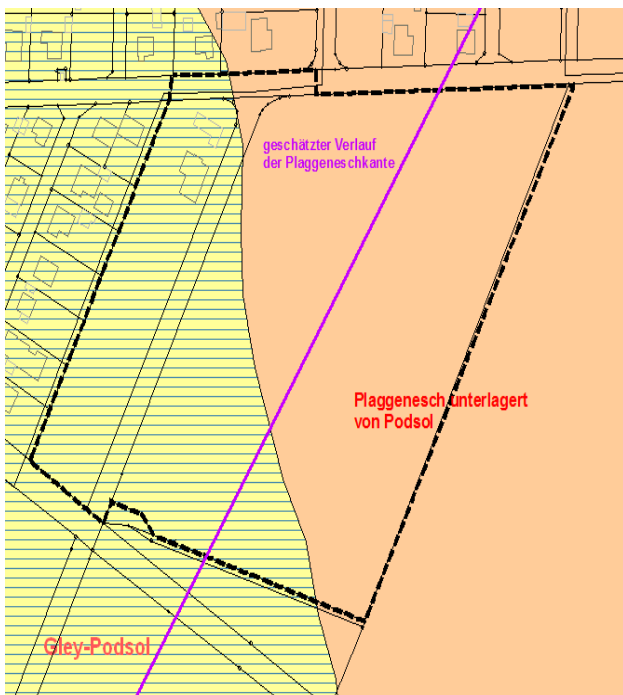 geschätzter Verlauf
der Plaggeneschkante
Plaggenesch unterlagert
von Podsol
Gley-Podsol